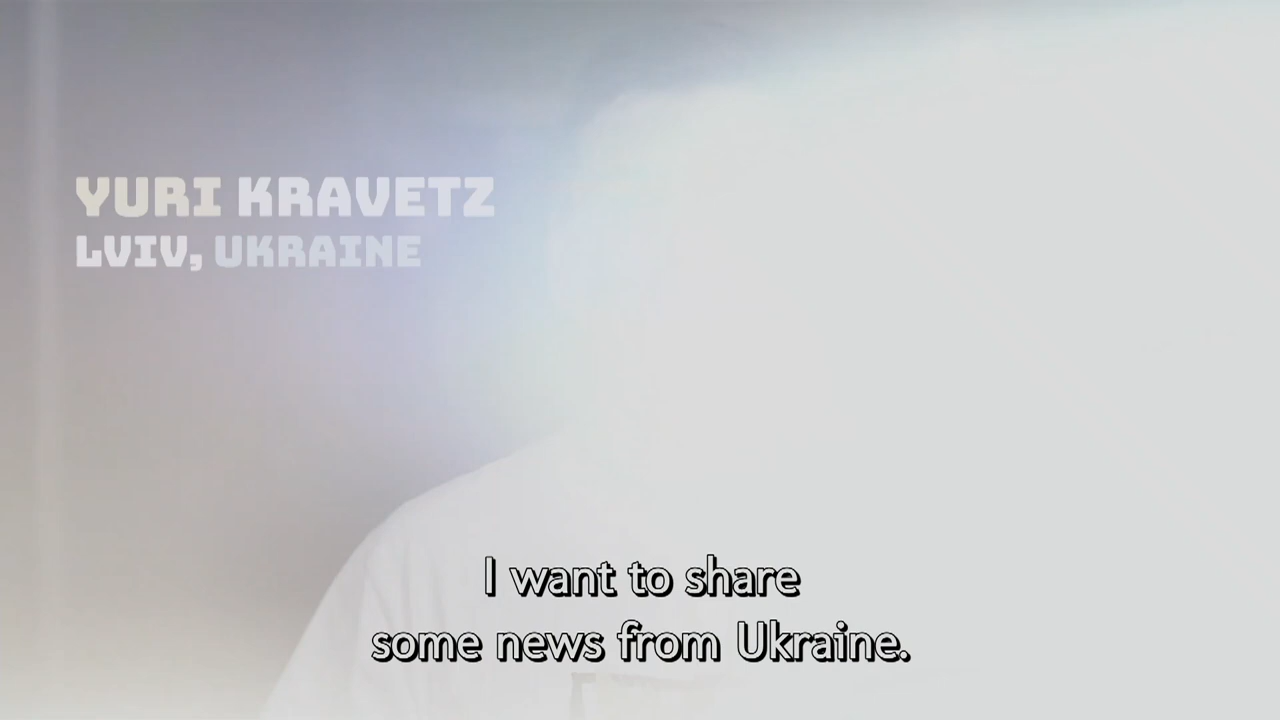 YURI KRAVETZ
LVIV, UKRAINE
I want to share
some news from Ukraine.